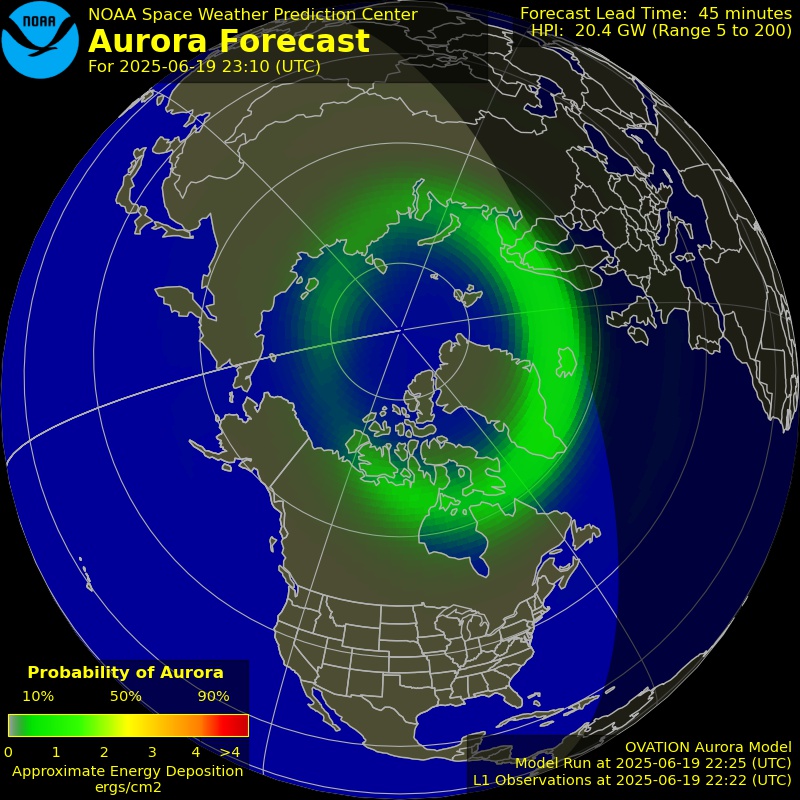 NOAA
NOAA Space Weather Prediction Center
Aurora Forecast
For 2025-06-19 23:10 (UTC)
Forecast Lead Time: 45 minutes
HPI: 20.4 GW (Range 5 to 200)
Probability of Aurora
10% 50% 90%
0 1 2 3 4 >4
Approximate Energy Deposition
ergs/cm2
OVATION Aurora Model
Model Run at 2025-06-19 22:25 (UTC)
L1 Observations at 2025-06-19 22:22 (UTC)